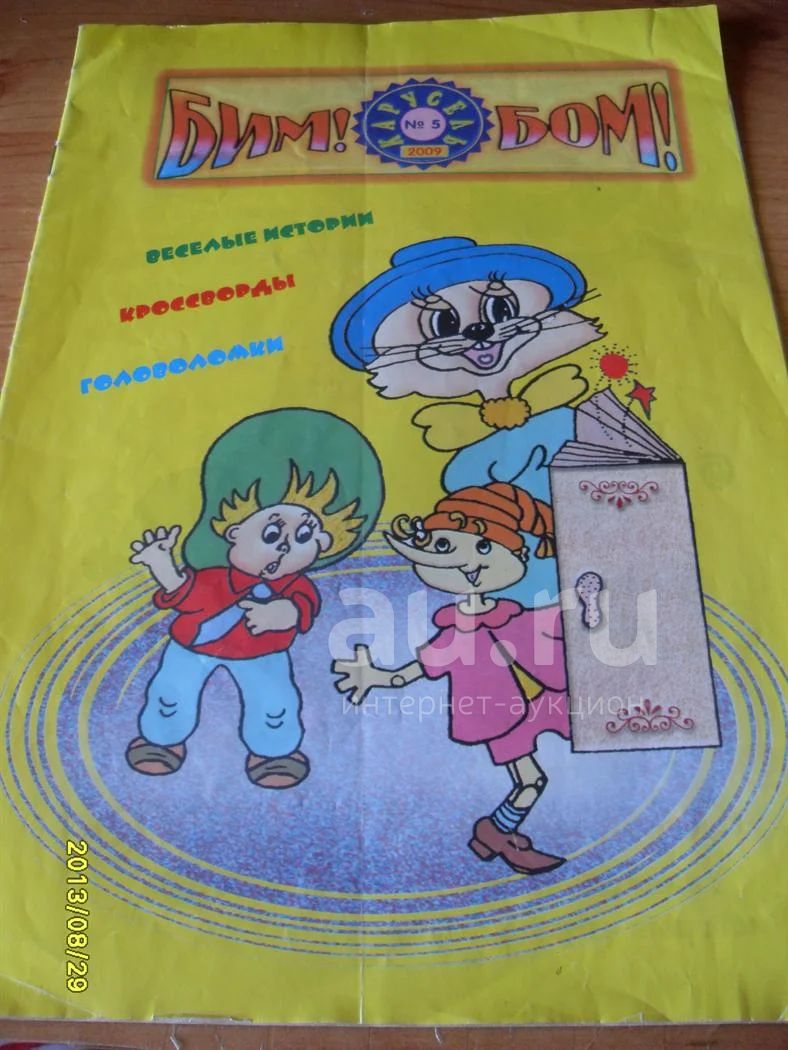 БИМ! КАРУСЕЛЬ БОМ!
№ 5
2009
ВЕСЕЛЫЕ ИСТОРИИ
КРОССВОРДЫ
ГОЛОВОЛОМКИ
au.ru
интернет-аукцион
2013/08/29